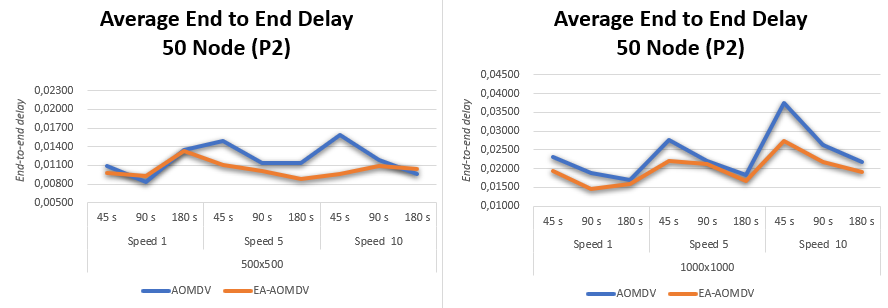 Average End to End Delay
50 Node (P2)
End-to-end delay
0,02300
0,02000
0,01700
0,01400
0,01100
0,00800
0,00500
45 s 90 s 180 s 45 s 90 s 180 s 45 s 90 s 180 s
Speed 1 Speed 5 Speed 10
500x500
AOMDV EA-AOMDV
Average End to End Delay
50 Node (P2)
End-to-end delay
0,04500
0,04000
0,03500
0,03000
0,02500
0,02000
0,01500
0,01000
45 s 90 s 180 s 45 s 90 s 180 s 45 s 90 s 180 s
Speed 1 Speed 5 Speed 10
1000x1000
AOMDV EA-AOMDV